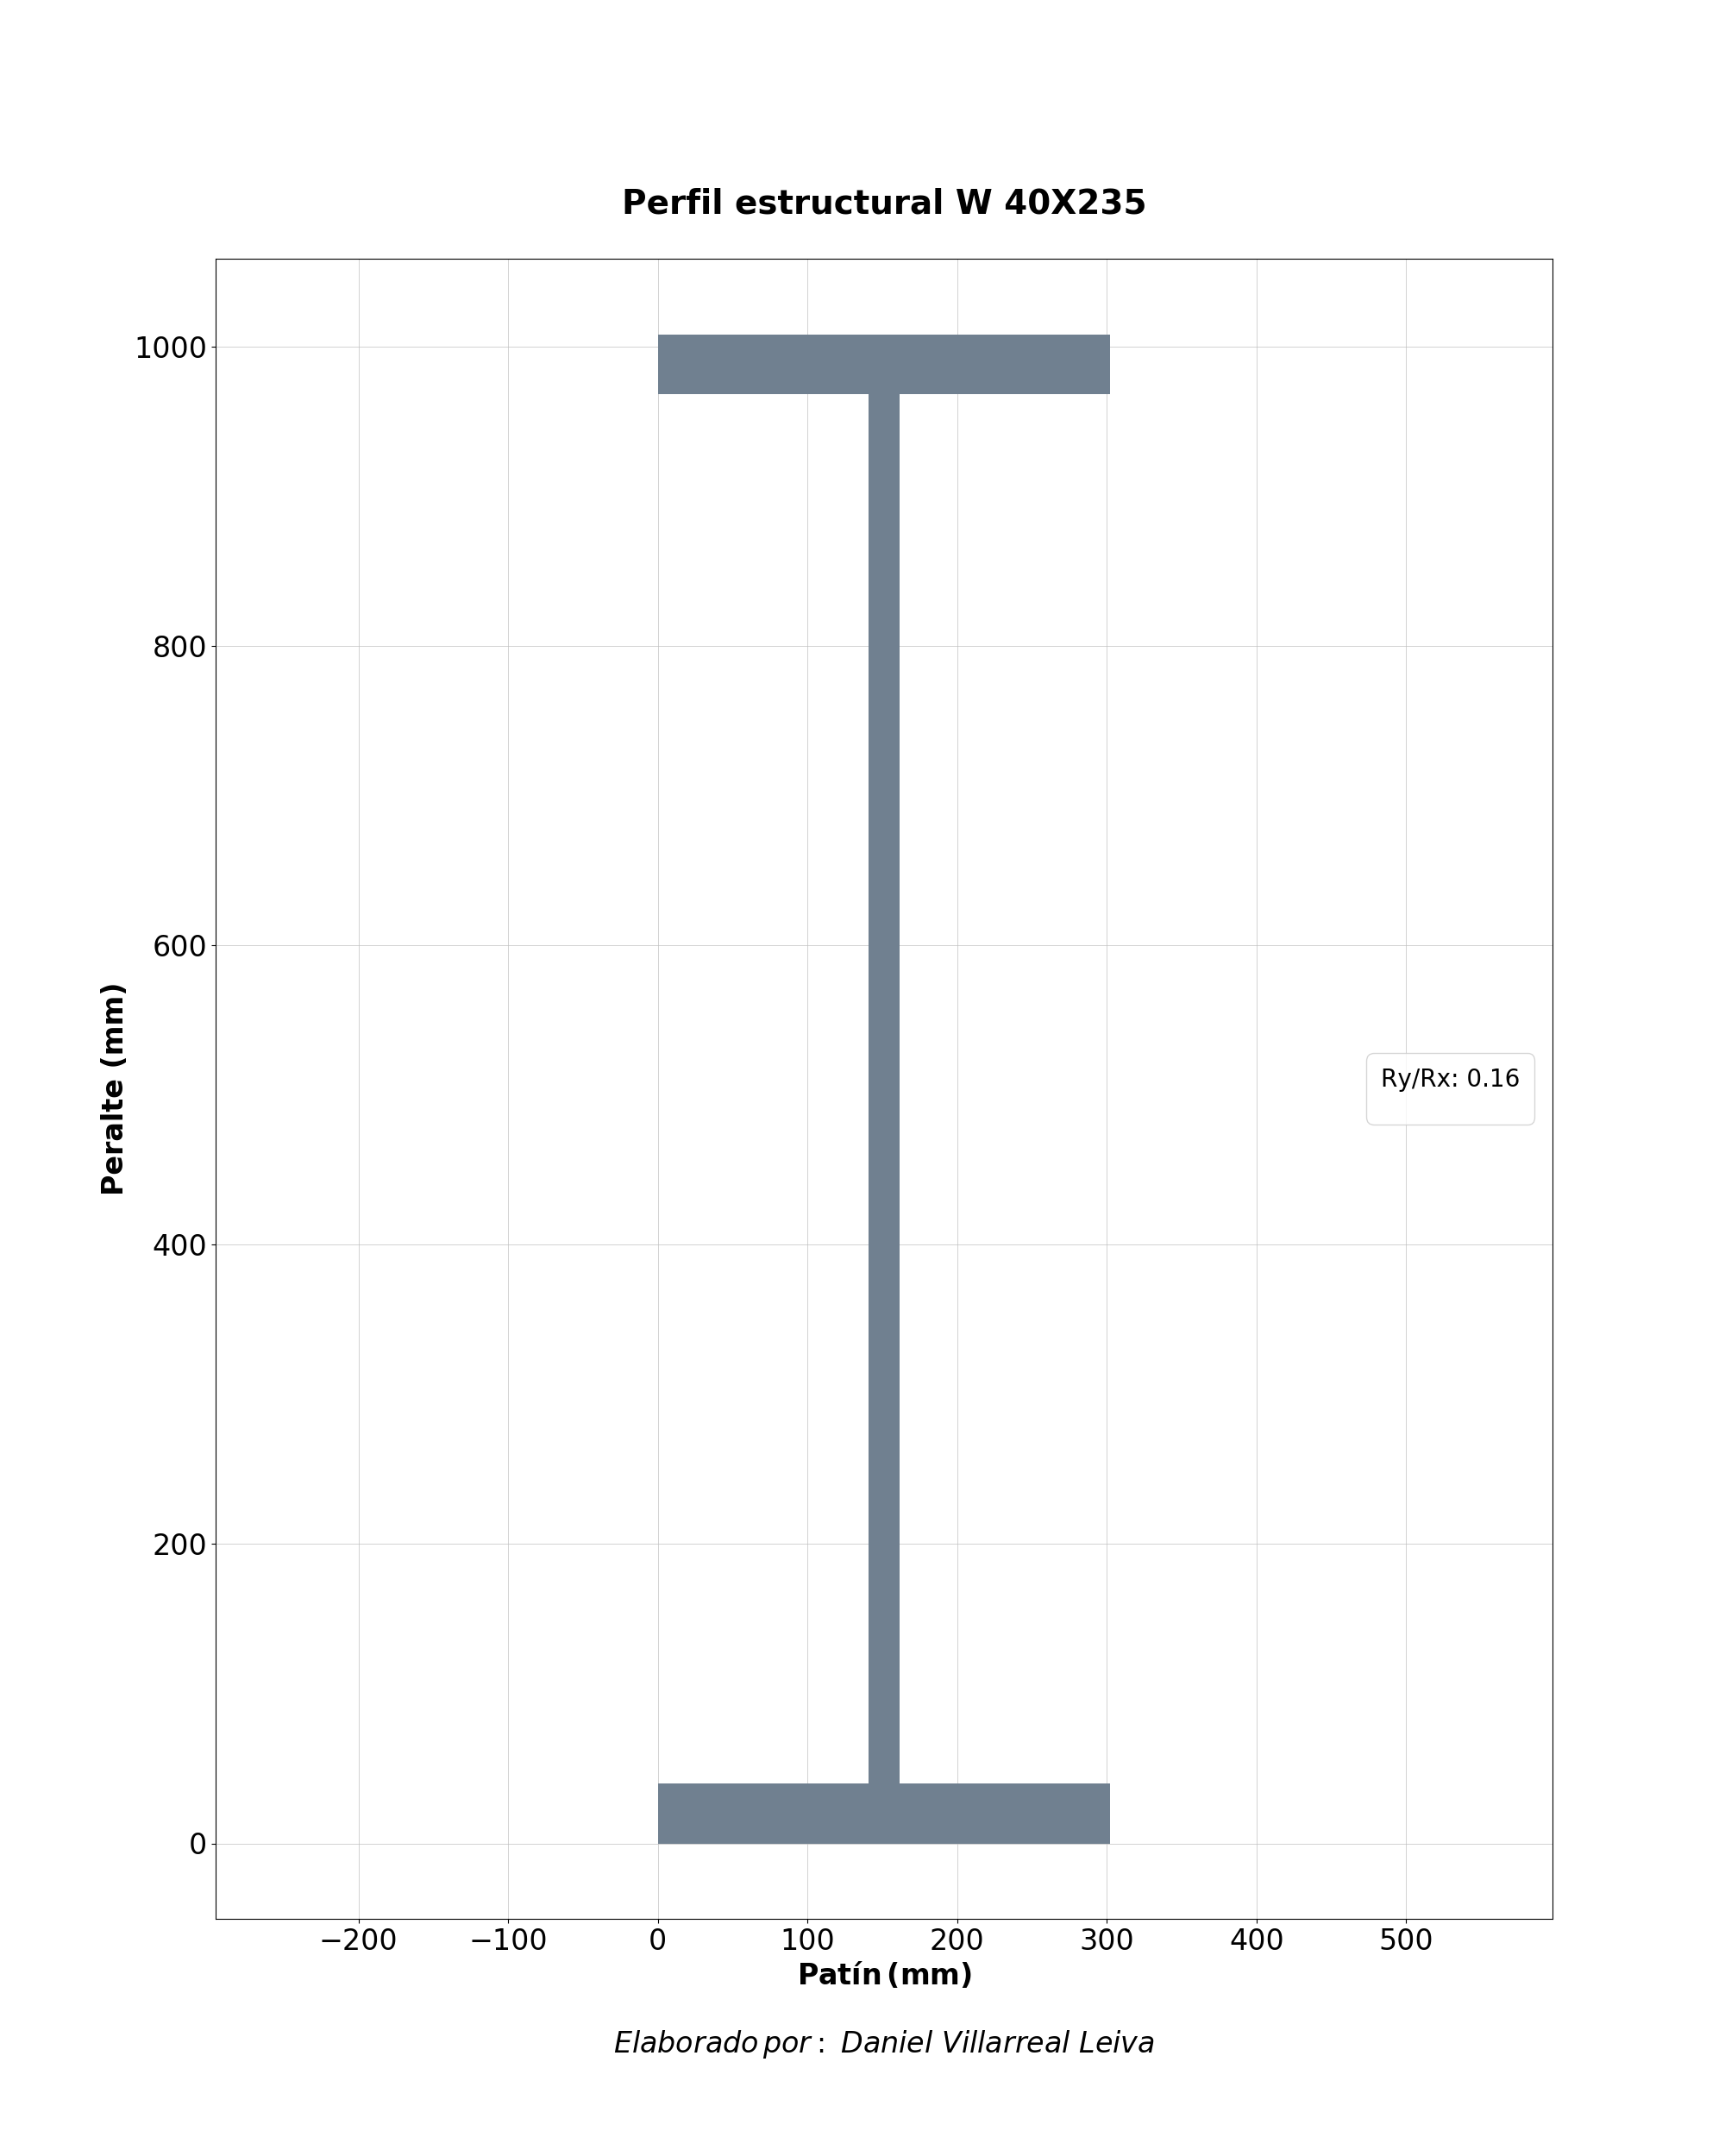 Perfil estructural W 40X235
1000
800
600
400
200
0
Peralte (mm)
Ry/Rx: 0.16
−200 −100 0 100 200 300 400 500
Patín (mm)
Elaborado por: Daniel Villarreal Leiva